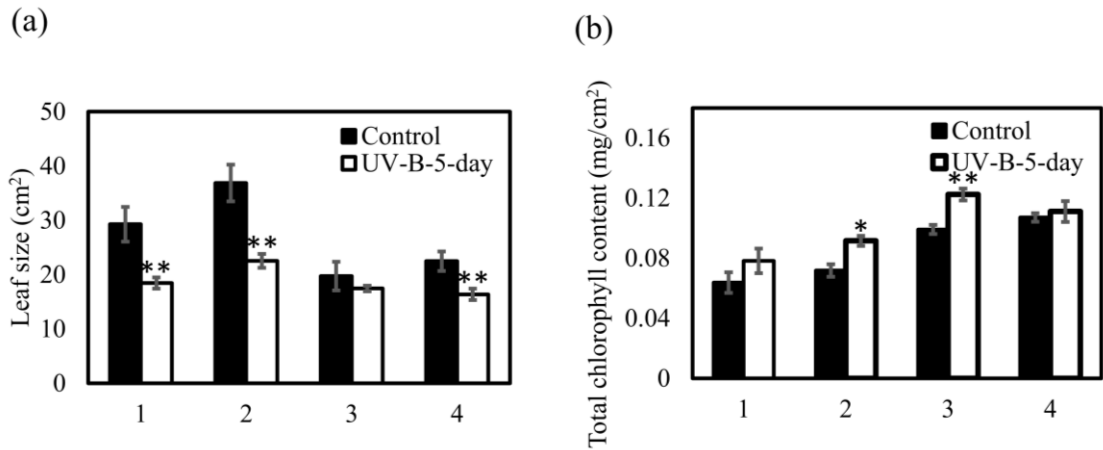 (a)
(b)
Leaf size (cm²)
50
40
30
20
10
0
Control
UV-B-5-day
**
**
**
1 2 3 4
Total chlorophyll content (mg/cm²)
0.16
0.12
0.08
0.04
0
Control
UV-B-5-day
*
**
1 2 3 4